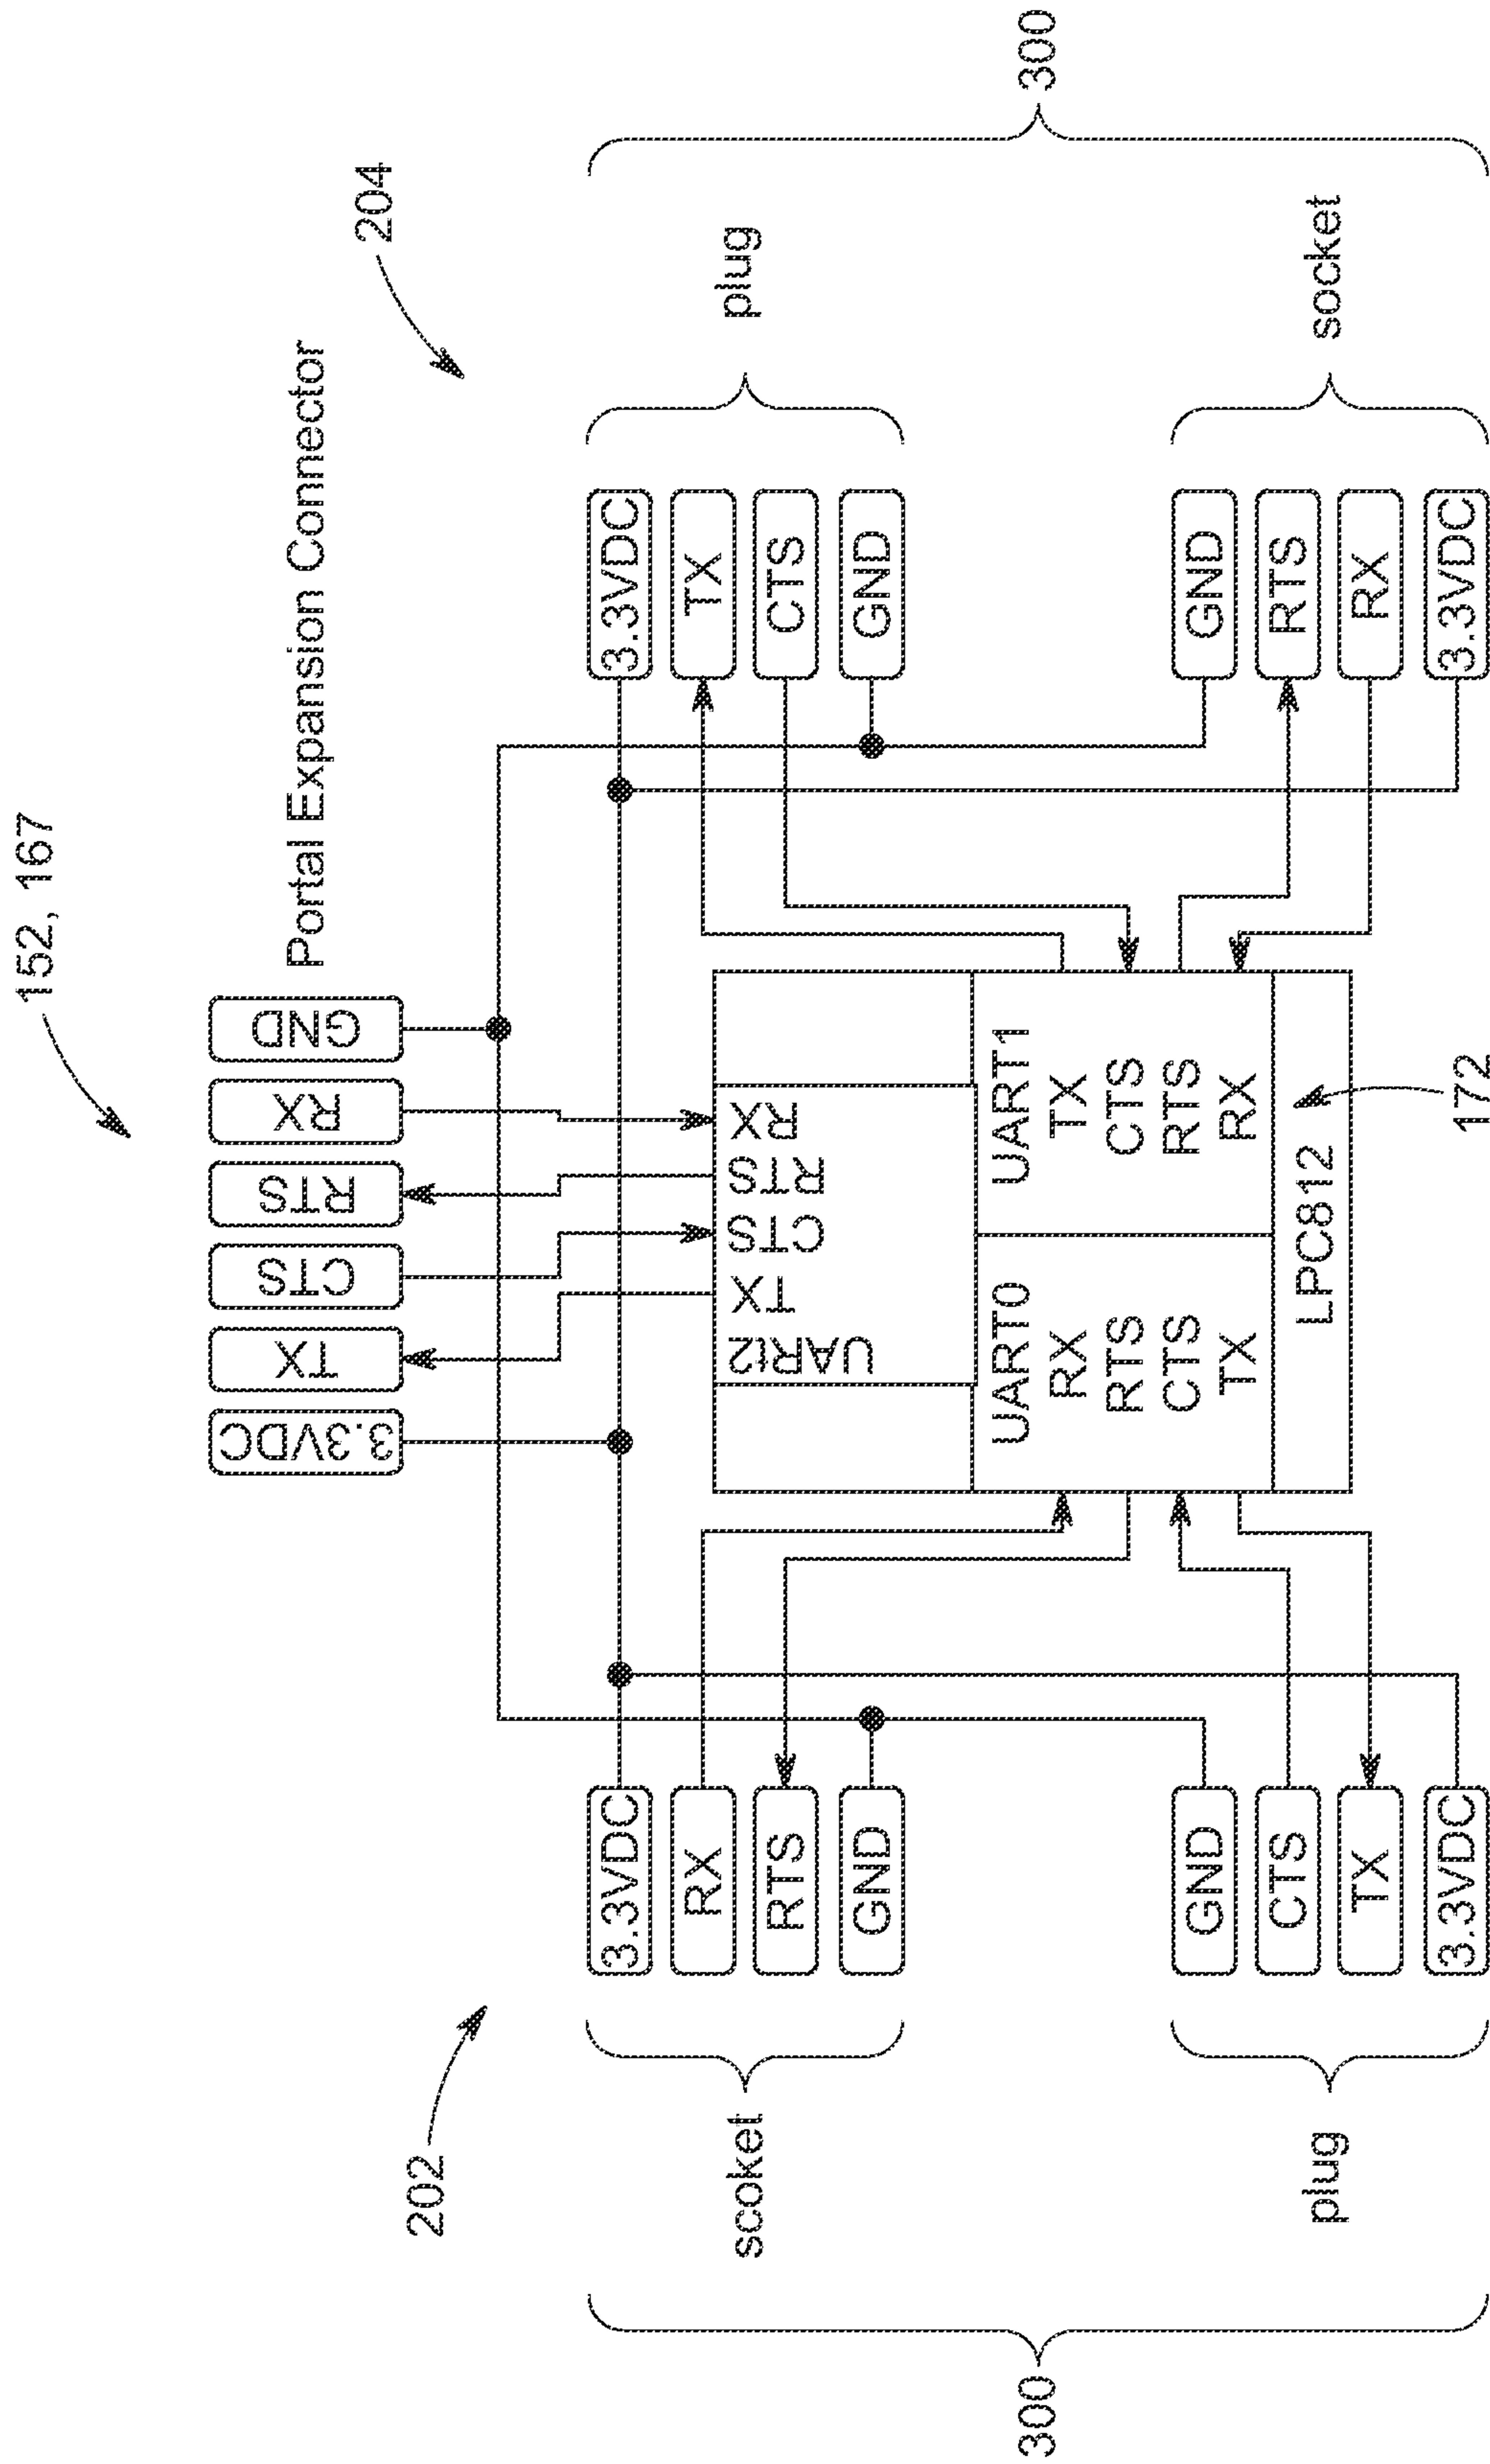 152, 167
Portal Expansion Connector
204
202
3.3VDC
TX
CTS
RTS
RX
GND
300
scoket
plug
3.3VDC
RX
RTS
GND
GND
CTS
TX
3.3VDC
UARt2
TX
CTS
RTS
RX
UART0
RX
RTS
CTS
TX
UART1
TX
CTS
RTS
RX
LPC812
172
3.3VDC
TX
CTS
GND
GND
RTS
RX
3.3VDC
plug
socket
300